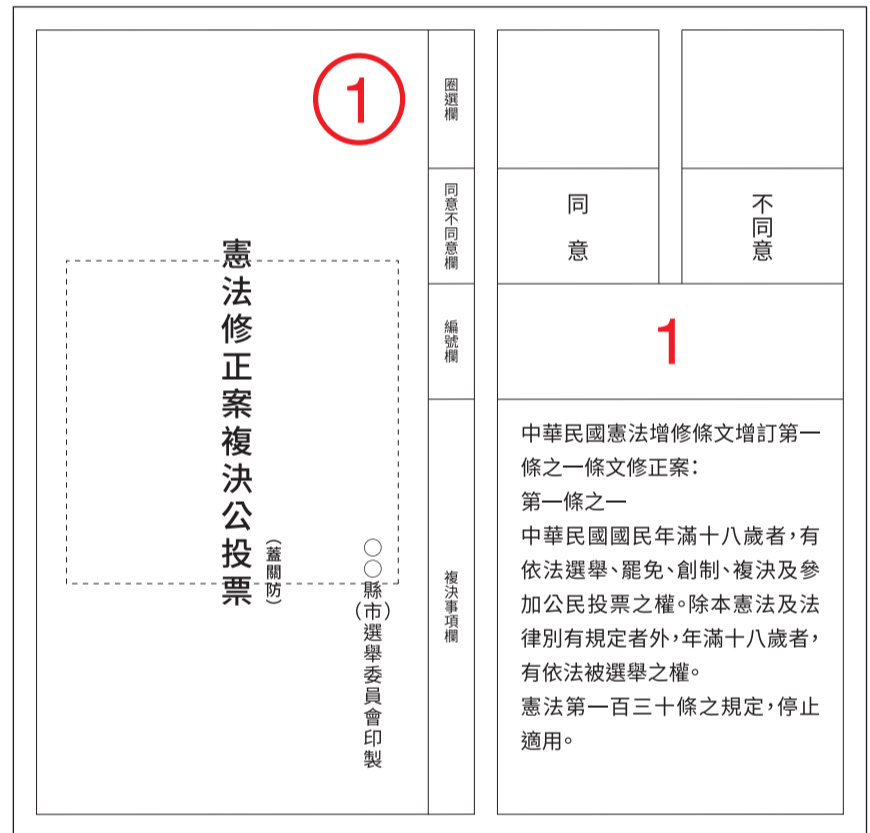 1
憲法修正案複決公投票
(蓋關防)
○○縣(市)選舉委員會印製
圈選欄
同意不同意欄
編號欄
複決事項欄
同意
不同意
1
中華民國憲法增修條文增訂第一
條之一條文修正案:
第一條之一
中華民國國民年滿十八歲者,有
依法選舉、罷免、創制、複決及參
加公民投票之權。除本憲法及法
律別有規定者外,年滿十八歲者,
有依法被選舉之權。
憲法第一百三十條之規定,停止
適用。